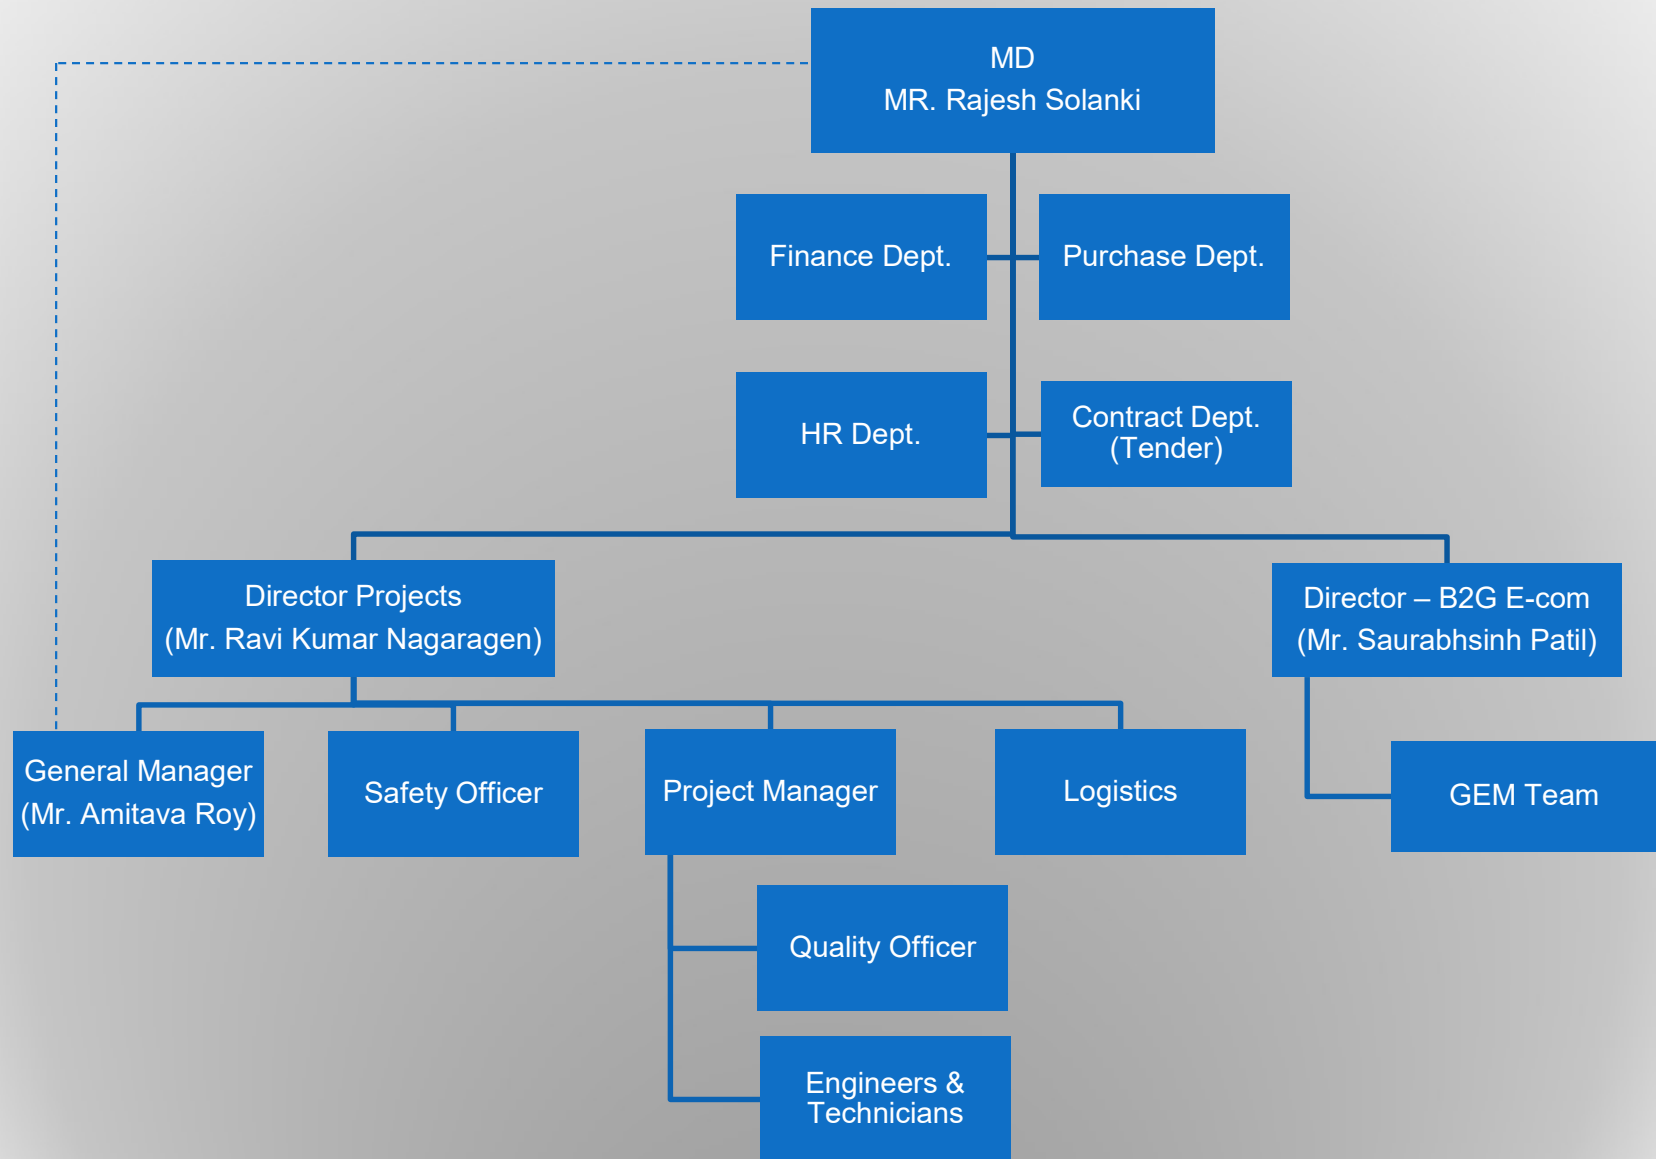 MD
MR. Rajesh Solanki
Finance Dept.
Purchase Dept.
HR Dept.
Contract Dept.
(Tender)
Director Projects
(Mr. Ravi Kumar Nagaragen)
Director – B2G E-com
(Mr. Saurabhsinh Patil)
General Manager
(Mr. Amitava Roy)
Safety Officer
Project Manager
Logistics
GEM Team
Quality Officer
Engineers &
Technicians